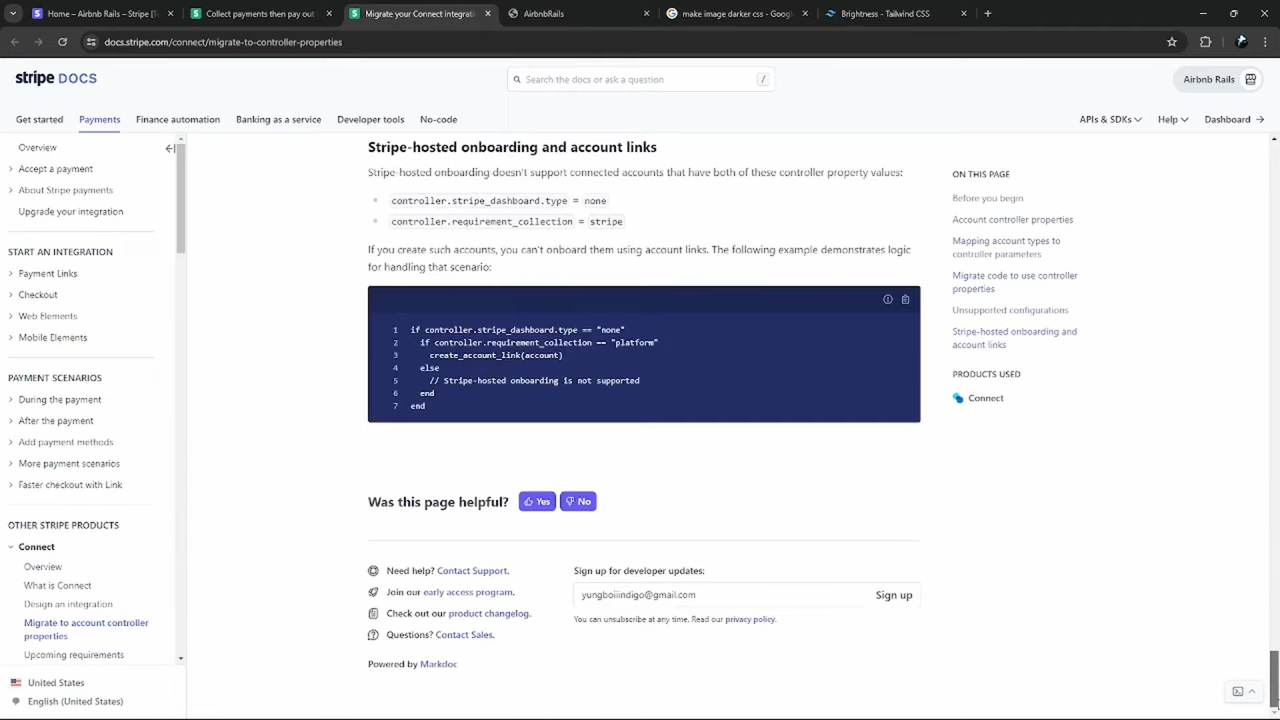 Home – Airbnb Rails – Stripe [T
Collect payments then pay out
Migrate your Connect integrati
AirbnbRails
make image darker css - Google
Brightness - Tailwind CSS
docs.stripe.com/connect/migrate-to-controller-properties
stripe DOCS
Search the docs or ask a question
/
Airbnb Rails
Get started
Payments
Finance automation
Banking as a service
Developer tools
No-code
APIs & SDKs
Help
Dashboard
Overview
Accept a payment
About Stripe payments
Upgrade your integration
START AN INTEGRATION
Payment Links
Checkout
Web Elements
Mobile Elements
PAYMENT SCENARIOS
During the payment
After the payment
Add payment methods
More payment scenarios
Faster checkout with Link
OTHER STRIPE PRODUCTS
Connect
Overview
What is Connect
Design an integration
Migrate to account controller
properties
Upcoming requirements
United States
English (United States)
Stripe-hosted onboarding and account links
Stripe-hosted onboarding doesn't support connected accounts that have both of these controller property values:
controller.stripe_dashboard.type = none
controller.requirement_collection = stripe
If you create such accounts, you can't onboard them using account links. The following example demonstrates logic
for handling that scenario:
1 if controller.stripe_dashboard.type == "none"
2 if controller.requirement_collection == "platform"
3 create_account_link(account)
4 else
5 // Stripe-hosted onboarding is not supported
6 end
7 end
Was this page helpful?
Yes
No
Need help? Contact Support.
Join our early access program.
Check out our product changelog.
Questions? Contact Sales.
Powered by Markdoc
Sign up for developer updates:
yungboiiindigo@gmail.com
Sign up
You can unsubscribe at any time. Read our privacy policy.
ON THIS PAGE
Before you begin
Account controller properties
Mapping account types to
controller parameters
Migrate code to use controller
properties
Unsupported configurations
Stripe-hosted onboarding and
account links
PRODUCTS USED
Connect